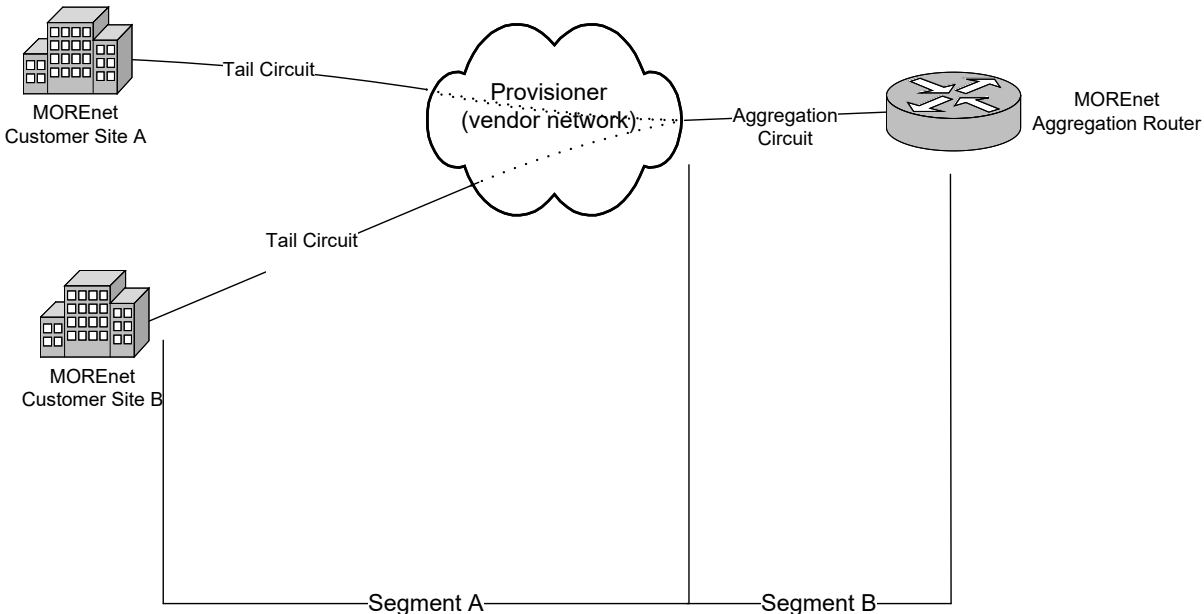 MOREnet
Customer Site A
Tail Circuit
Provisioner
(vendor network)
Aggregation
Circuit
MOREnet
Aggregation Router
Tail Circuit
MOREnet
Customer Site B
Segment A
Segment B